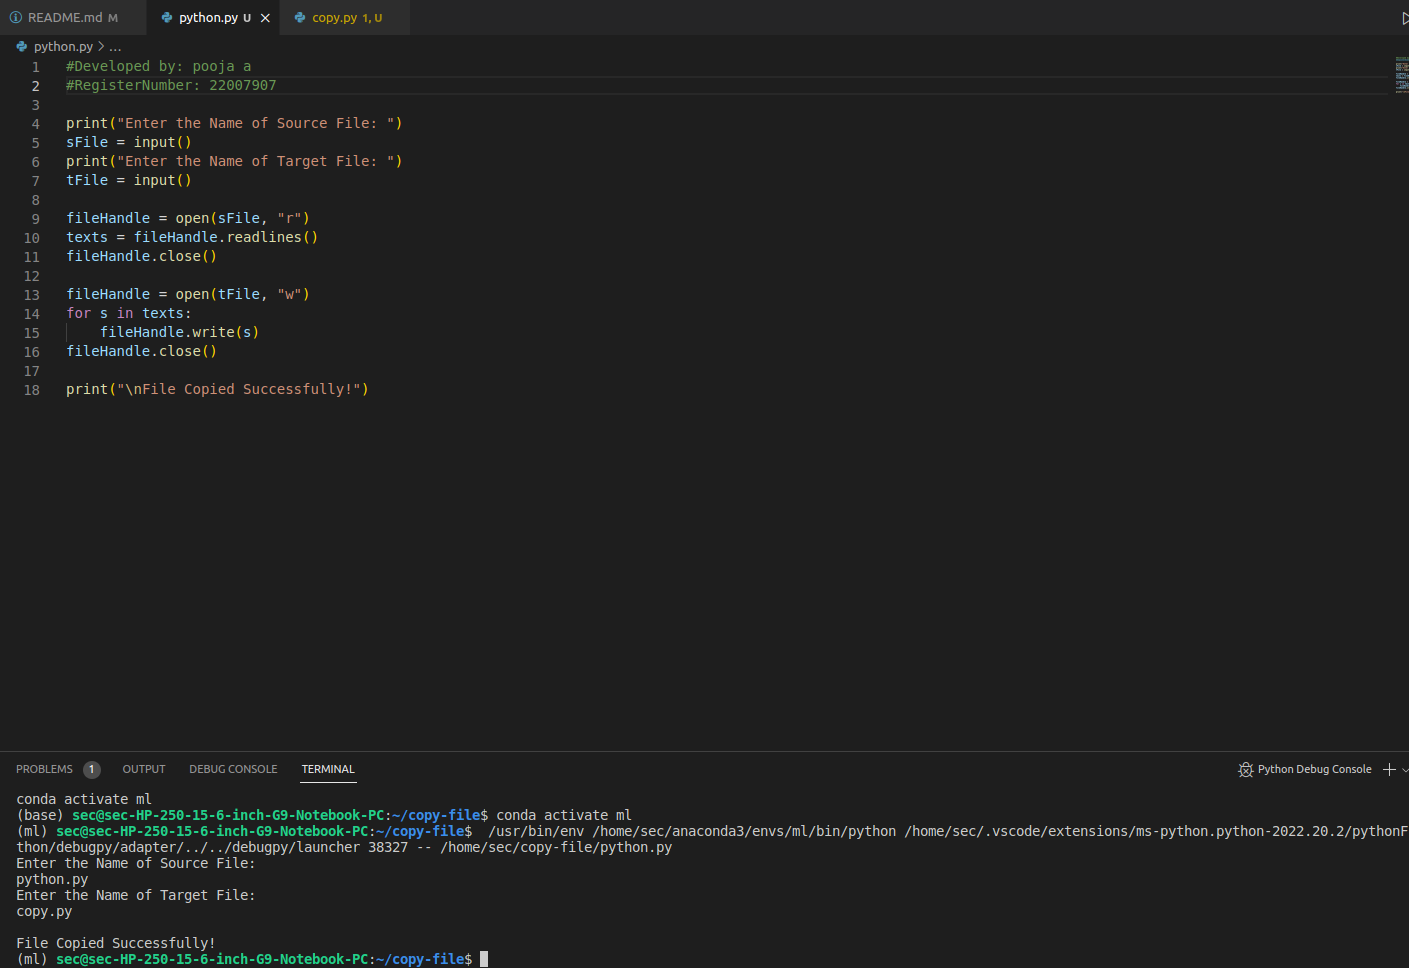 README.md M python.py U copy.py 1, U
python.py > ...
1 #Developed by: pooja a
2 #RegisterNumber: 22007907
3
4 print("Enter the Name of Source File: ")
5 sFile = input()
6 print("Enter the Name of Target File: ")
7 tFile = input()
8
9 fileHandle = open(sFile, "r")
10 texts = fileHandle.readlines()
11 fileHandle.close()
12
13 fileHandle = open(tFile, "w")
14 for s in texts:
15     fileHandle.write(s)
16 fileHandle.close()
17
18 print("\nFile Copied Successfully!")
PROBLEMS 1 OUTPUT DEBUG CONSOLE TERMINAL Python Debug Console
conda activate ml
(base) sec@sec-HP-250-15-6-inch-G9-Notebook-PC:~/copy-file$ conda activate ml
(ml) sec@sec-HP-250-15-6-inch-G9-Notebook-PC:~/copy-file$  /usr/bin/env /home/sec/anaconda3/envs/ml/bin/python /home/sec/.vscode/extensions/ms-python.python-2022.20.2/pythonF
thon/debugpy/adapter/../../debugpy/launcher 38327 -- /home/sec/copy-file/python.py
Enter the Name of Source File:
python.py
Enter the Name of Target File:
copy.py

File Copied Successfully!
(ml) sec@sec-HP-250-15-6-inch-G9-Notebook-PC:~/copy-file$